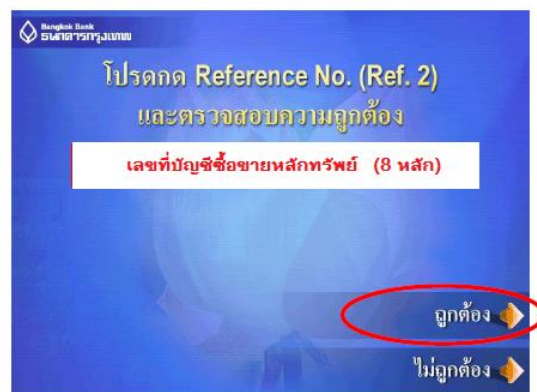 Bangkok Bank
ธนาคารกรุงเทพ
โปรดกด Reference No. (Ref. 2)
และตรวจสอบความถูกต้อง
เลขที่บัญชีซื้อขายหลักทรัพย์ (8 หลัก)
ถูกต้อง
ไม่ถูกต้อง